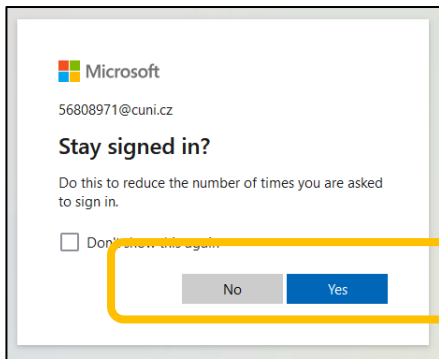 Microsoft
56808971@cuni.cz
Stay signed in?
Do this to reduce the number of times you are asked
to sign in.
Don't show this again
No
Yes